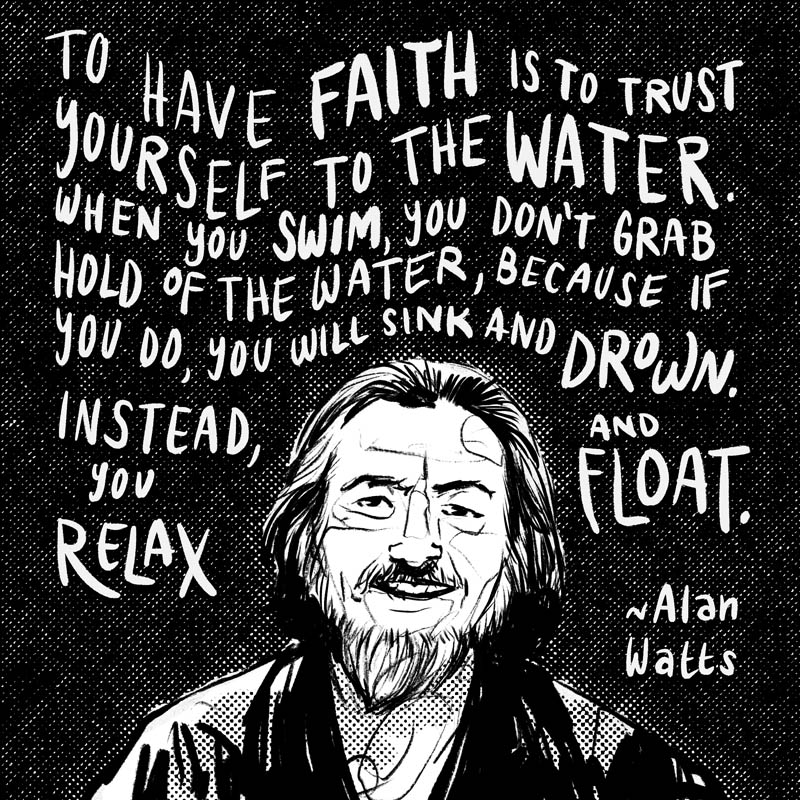 TO HAVE FAITH IS TO TRUST
YOURSELF TO THE WATER.
WHEN YOU SWIM, YOU DON'T GRAB
HOLD OF THE WATER, BECAUSE IF
YOU DO, YOU WILL SINK AND DROWN.
INSTEAD,
YOU
RELAX
AND
FLOAT.
~Alan
Watts